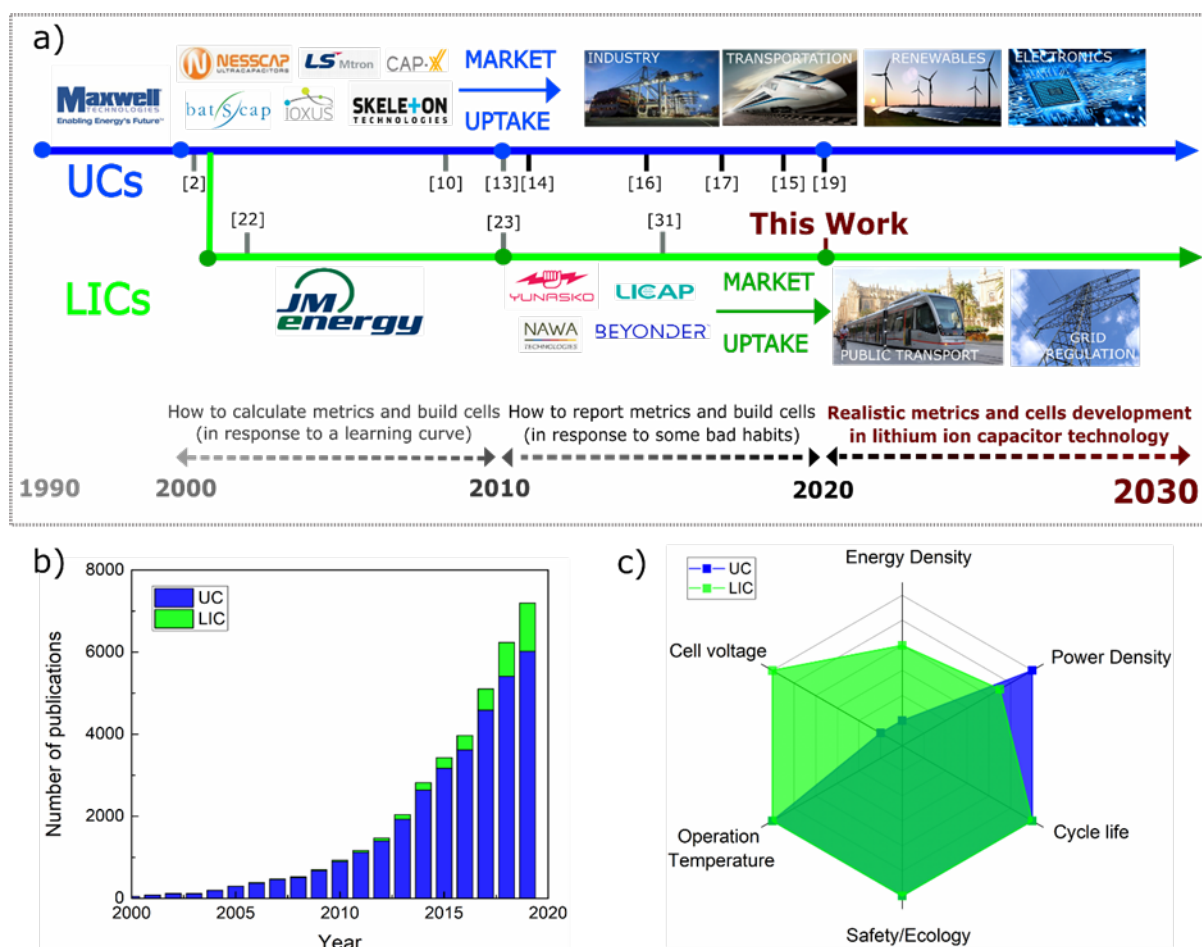 a)
NESSCAP
ULTRACAPACITORS
LS Mtron
CAP-XX
MARKET
UPTAKE
INDUSTRY
TRANSPORTATION
RENEWABLES
ELECTRONICS
Maxwell
TECHNOLOGIES
Enabling Energy's Future™
bat/s/cap
IOXUS
SKELETON
TECHNOLOGIES
UCs
[2]
[10]
[13]
[14]
[16]
[17]
[15]
[19]
[22]
[23]
[31]
This Work
LICs
JM
energy
YUNASKO
LICAP
NAWA
TECHNOLOGIES
BEYONDER
MARKET
UPTAKE
PUBLIC TRANSPORT
GRID
REGULATION
How to calculate metrics and build cells
(in response to a learning curve)
How to report metrics and build cells
(in response to some bad habits)
Realistic metrics and cells development
in lithium ion capacitor technology
1990
2000
2010
2020
2030
b)
8000
6000
4000
2000
0
Number of publications
UC
LIC
2000
2005
2010
2015
2020
Year
c)
UC
LIC
Energy Density
Power Density
Cycle life
Safety/Ecology
Operation
Temperature
Cell voltage